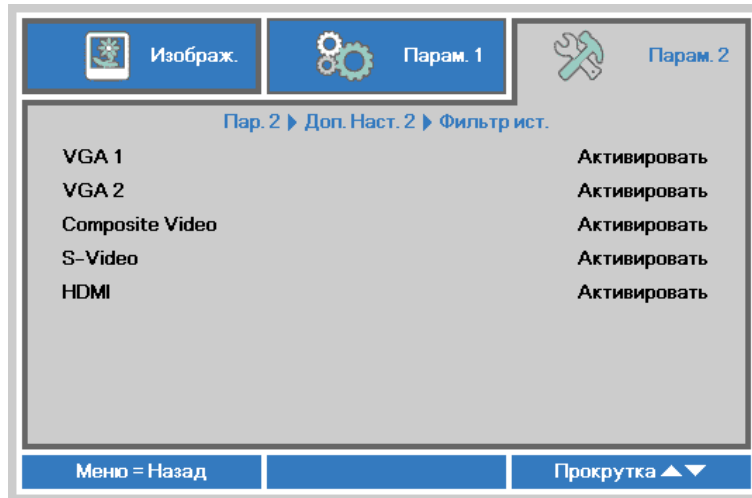 Изображ. Парам. 1 Парам. 2
Пар. 2 Доп. Наст. 2 Фильтр ист.
VGA 1 Активировать
VGA 2 Активировать
Composite Video Активировать
S-Video Активировать
HDMI Активировать
Меню = Назад Прокрутка